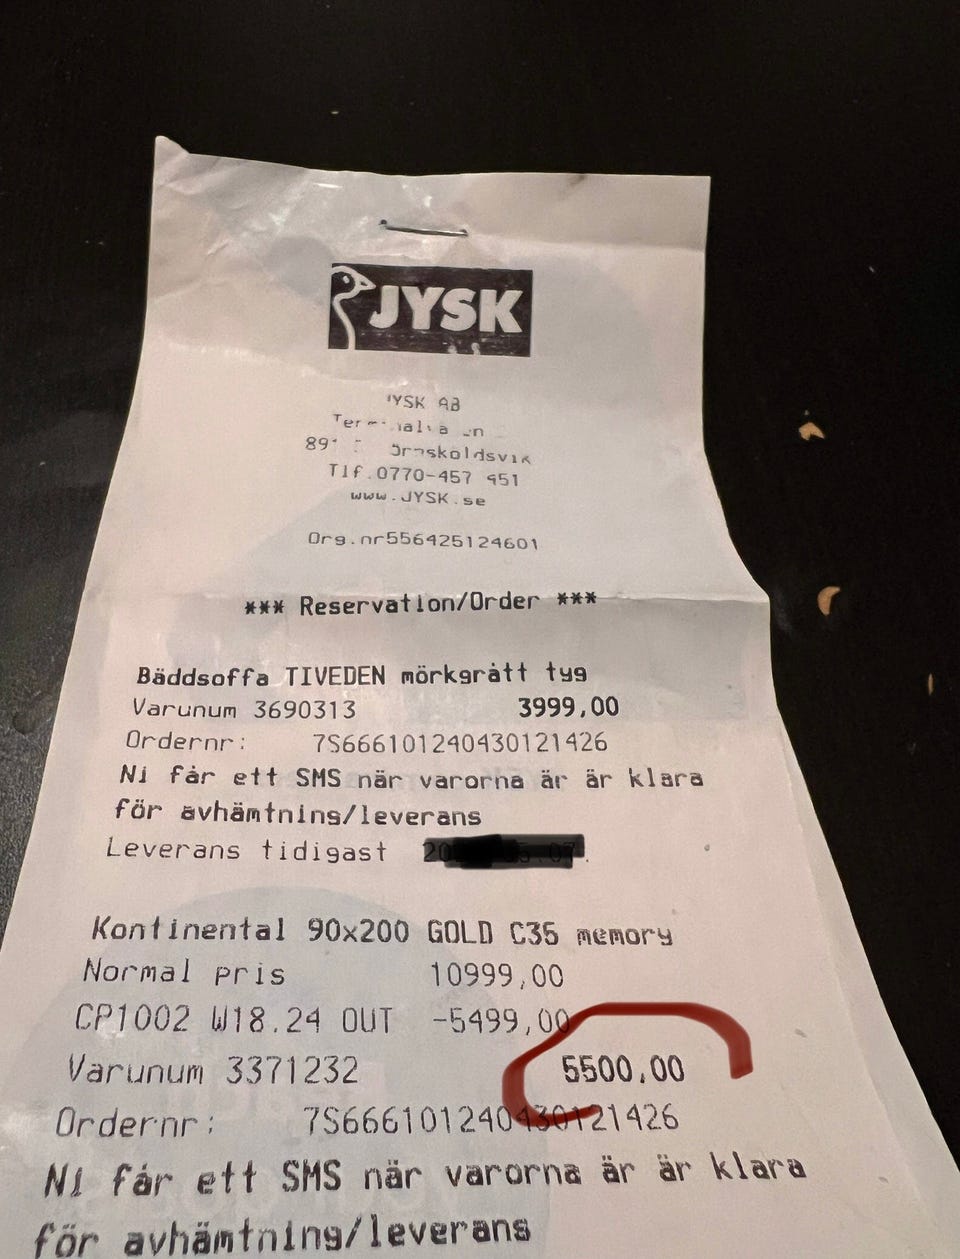 JYSK
JYSK AB
Tlf.0770-457 451
www.JYSK.se
Org.nr556425124601
*** Reservation/Order ***
Bäddsoffa TIVEDEN mörkgrått tyg
Varunum 3690313 3999,00
Ordernr: 7S666101240430121426
Ni får ett SMS när varorna är är klara
för avhämtning/leverans
Leverans tidigast
Kontinental 90x200 GOLD C35 memory
Normal pris 10999,00
CP1002 W18.24 OUT -5499,00
Varunum 3371232 5500,00
Ordernr: 7S666101240430121426
Ni får ett SMS när varorna är är klara
för avhämtning/leverans